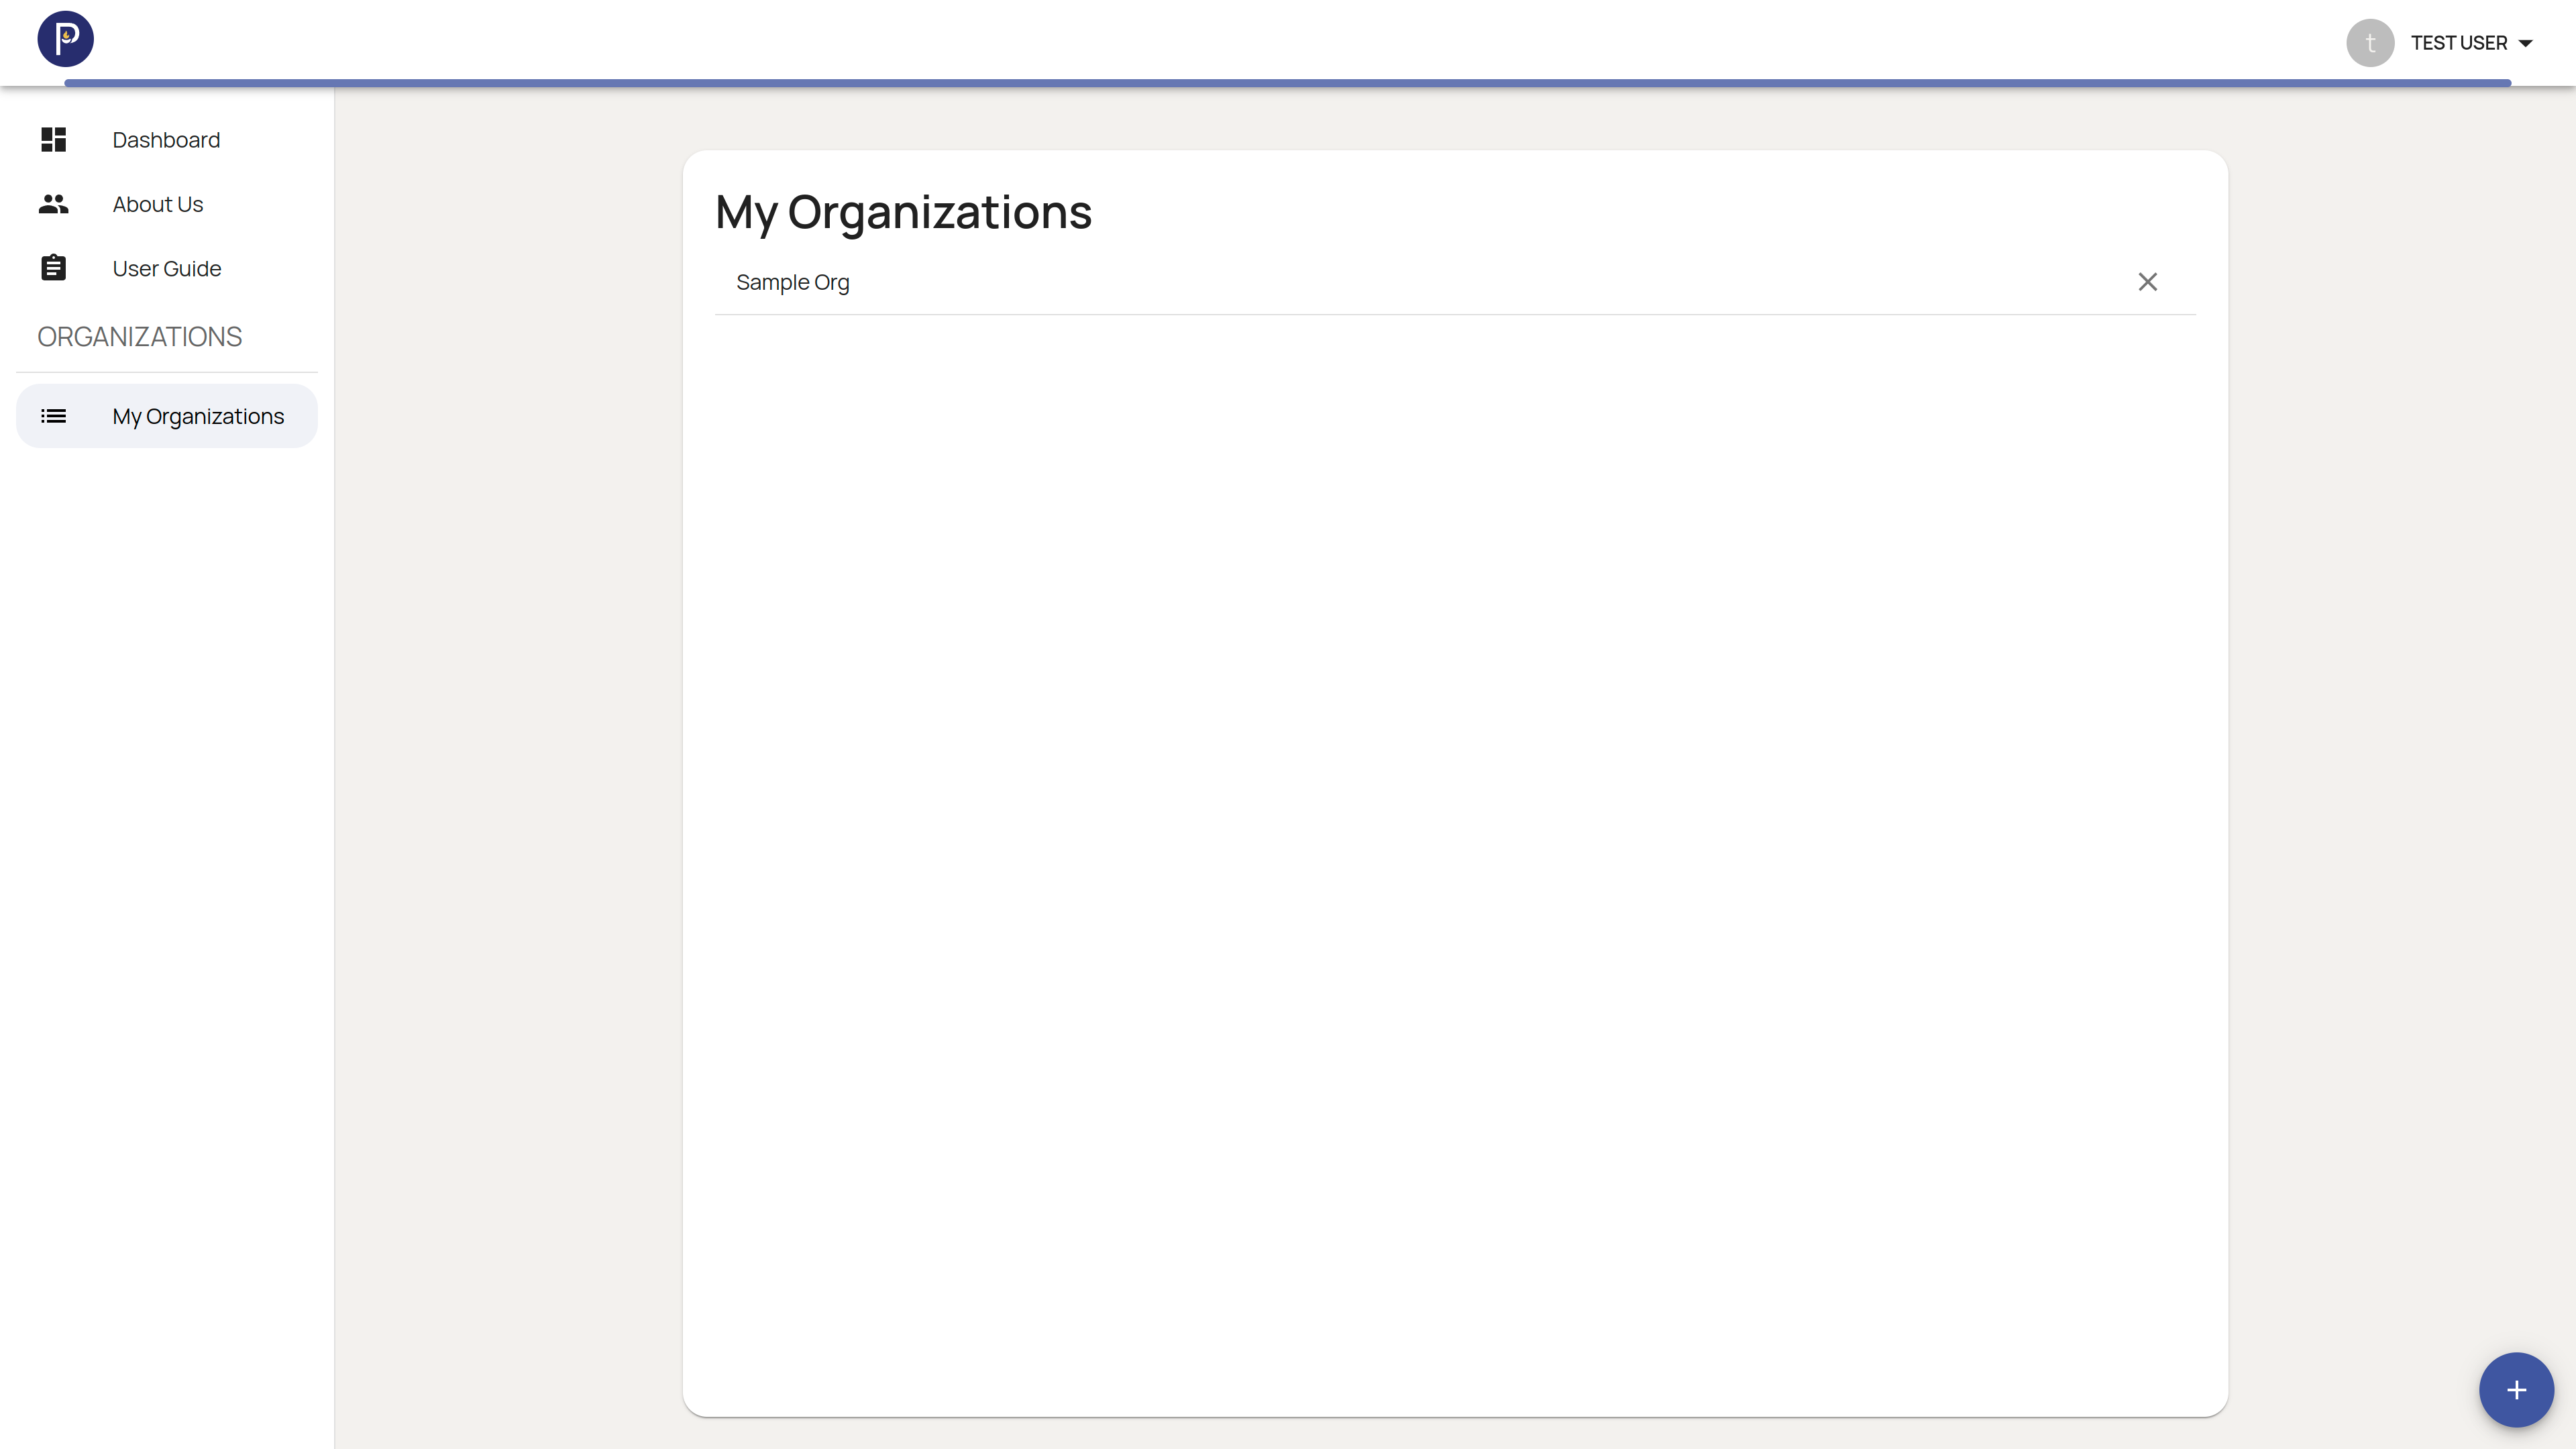 P
t
TEST USER
Dashboard
About Us
User Guide
ORGANIZATIONS
My Organizations
My Organizations
Sample Org